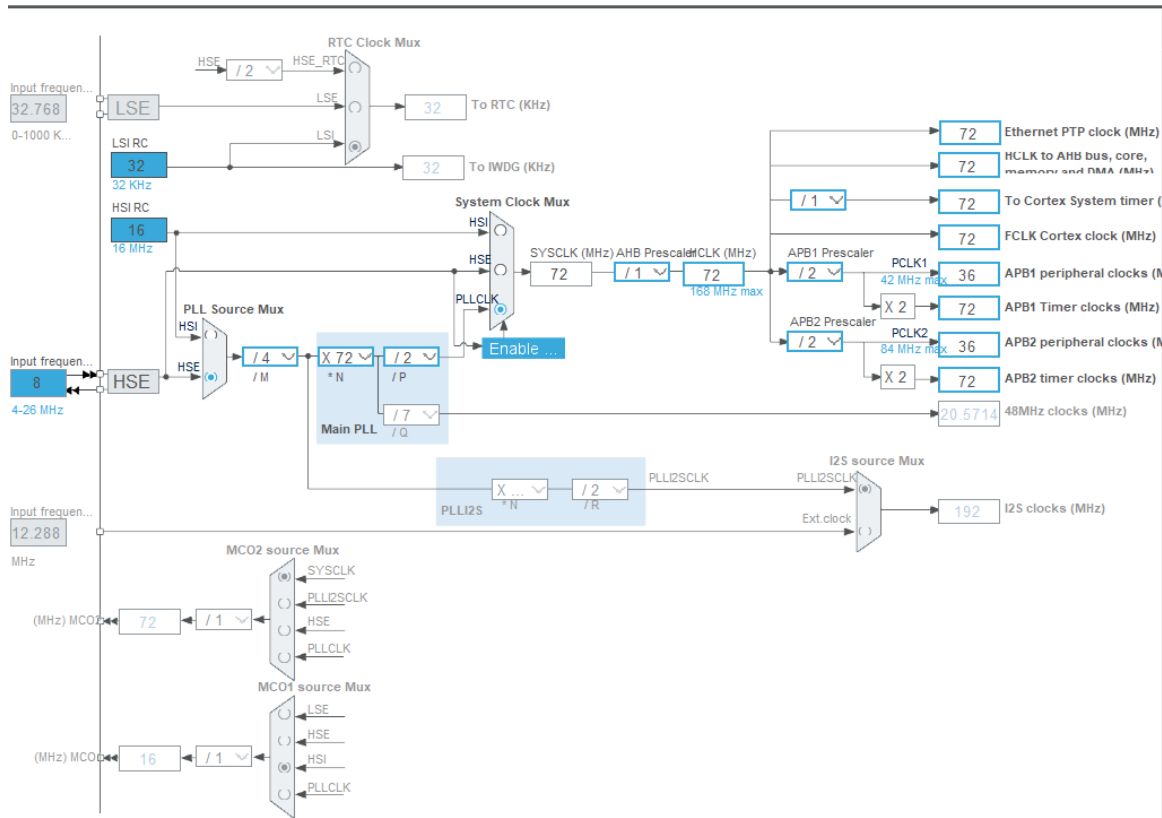 RTC Clock Mux
HSE
/ 2
HSE_RTC
Input frequen...
32.768
0-1000 K...
LSE
LSE
32
To RTC (KHz)
LSI RC
32
32 KHz
LSI
32
To IWDG (KHz)
HSI RC
16
16 MHz
System Clock Mux
HSI
HSE
PLLCLK
SYSCLK (MHz)
72
AHB Prescaler
/ 1
HCLK (MHz)
72
168 MHz max
Enable ...
72
Ethernet PTP clock (MHz)
72
HCLK to AHB bus, core,
memory and DMA (MHz)
/ 1
72
To Cortex System timer (
72
FCLK Cortex clock (MHz)
APB1 Prescaler
/ 2
PCLK1
42 MHz max
36
APB1 peripheral clocks (M
X 2
72
APB1 Timer clocks (MHz)
APB2 Prescaler
/ 2
PCLK2
84 MHz max
36
APB2 peripheral clocks (M
X 2
72
APB2 timer clocks (MHz)
PLL Source Mux
HSI
HSE
Input frequen...
8
4-26 MHz
HSE
/ 4
/ M
X 72
* N
/ 2
/ P
/ 7
/ Q
Main PLL
20.5714
48MHz clocks (MHz)
PLLI2S
X ...
* N
/ 2
/ R
PLLI2SCLK
I2S source Mux
PLLI2SCLK
Ext.clock
192
I2S clocks (MHz)
Input frequen...
12.288
MHz
MCO2 source Mux
SYSCLK
PLLI2SCLK
HSE
PLLCLK
(MHz) MCO2
72
/ 1
MCO1 source Mux
LSE
HSE
HSI
PLLCLK
(MHz) MCO
16
/ 1